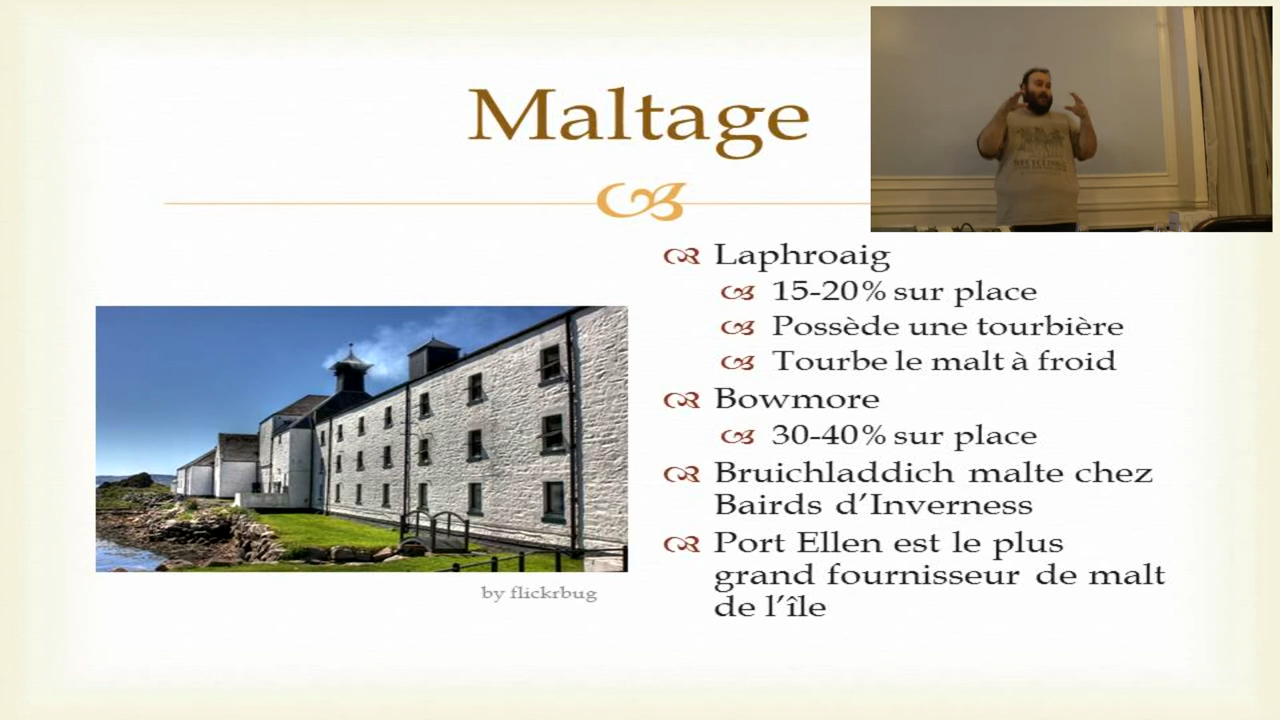 Maltage
Laphroaig
15-20% sur place
Possède une tourbière
Tourbe le malt à froid
Bowmore
30-40% sur place
Bruichladdich malte chez
Bairds d’Inverness
Port Ellen est le plus
grand fournisseur de malt
de l’île
by flickrbug